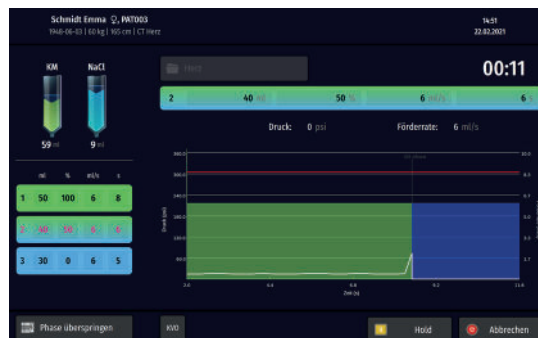 Schmidt Emma ♀, PAT003
1948-06-03 | 60 kg | 165 cm | CT Herz
14:51
22.02.2021
KM NaCl
59 ml 9 ml
Herz
00:11
2 40 ml 50 % 6 ml/s 6 s
Druck: 0 psi Förderrate: 6 ml/s
ml % ml/s s
1 50 100 6 8
2 40 50 6 6
3 30 0 6 5
Druck (psi)
Zeit (s)
Phase überspringen
KVO
Hold
Abbrechen